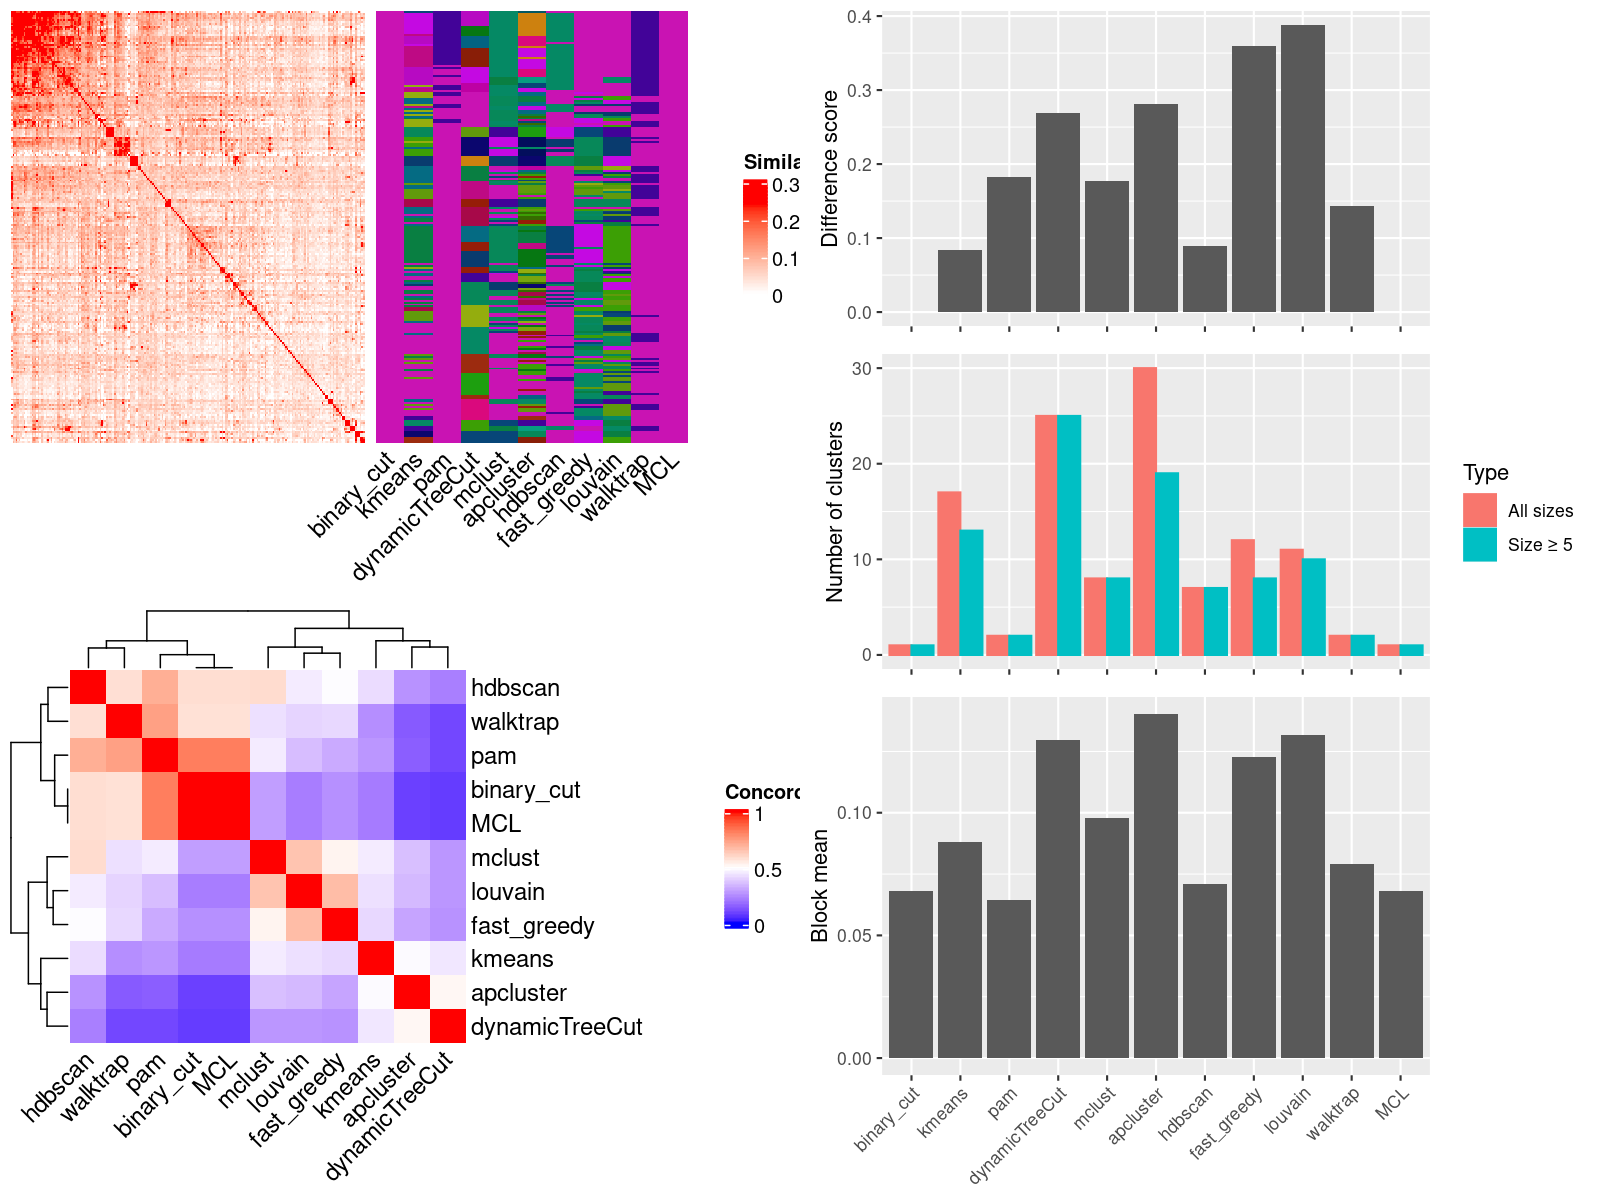 Simila
0.3
0.2
0.1
0
binary_cut
kmeans
pam
dynamicTreeCut
mclust
apcluster
hdbscan
fast_greedy
louvain
walktrap
MCL
Difference score
0.4
0.3
0.2
0.1
0.0
Number of clusters
30
20
10
0
Type
All sizes
Size ≥ 5
hdbscan
walktrap
pam
binary_cut
MCL
mclust
louvain
fast_greedy
kmeans
apcluster
dynamicTreeCut
hdbscan
walktrap
pam
binary_cut
MCL
mclust
louvain
fast_greedy
kmeans
apcluster
dynamicTreeCut
Concord
1
0.5
0
Block mean
0.10
0.05
0.00
binary_cut
kmeans
pam
dynamicTreeCut
mclust
apcluster
hdbscan
fast_greedy
louvain
walktrap
MCL